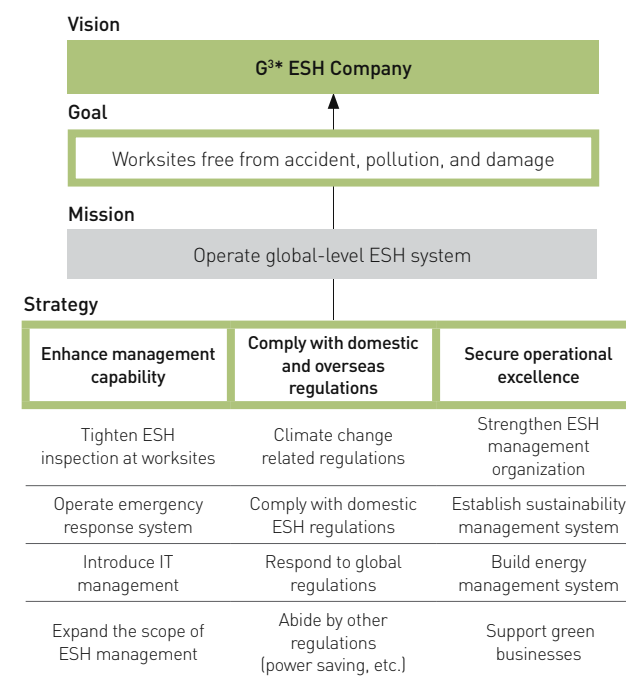 Vision
G³* ESH Company
Goal
Worksites free from accident, pollution, and damage
Mission
Operate global-level ESH system
Strategy
Enhance management
capability
Comply with domestic
and overseas
regulations
Secure operational
excellence
Tighten ESH
inspection at worksites
Climate change
related regulations
Strengthen ESH
management
organization
Operate emergency
response system
Comply with domestic
ESH regulations
Establish sustainability
management system
Introduce IT
management
Respond to global
regulations
Build energy
management system
Expand the scope of
ESH management
Abide by other
regulations
(power saving, etc.)
Support green
businesses